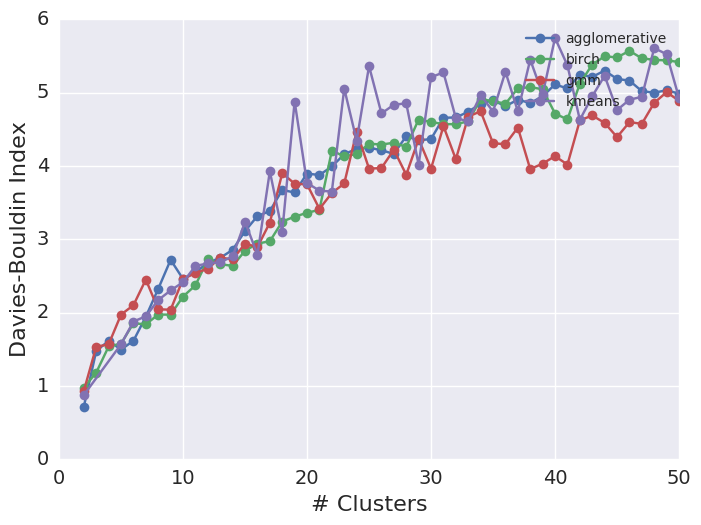 6
5
4
3
2
1
0
Davies-Bouldin Index
0 10 20 30 40 50
# Clusters
agglomerative
birch
gmm
kmeans